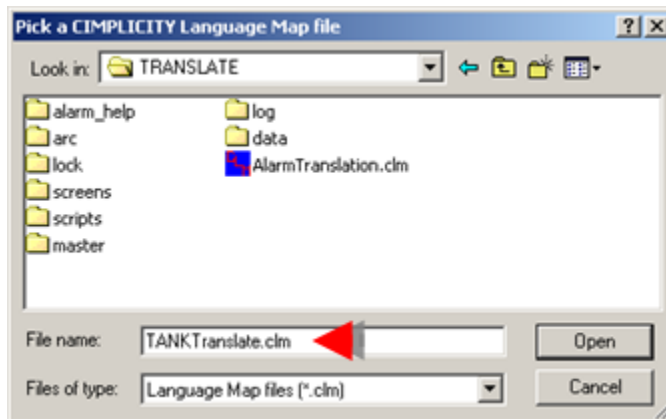 Pick a CIMPLICITY Language Map file
Look in: TRANSLATE
alarm_help
arc
lock
screens
scripts
master
log
data
AlarmTranslation.clm
File name: TANKTranslate.clm Open
Files of type: Language Map files (*.clm) Cancel